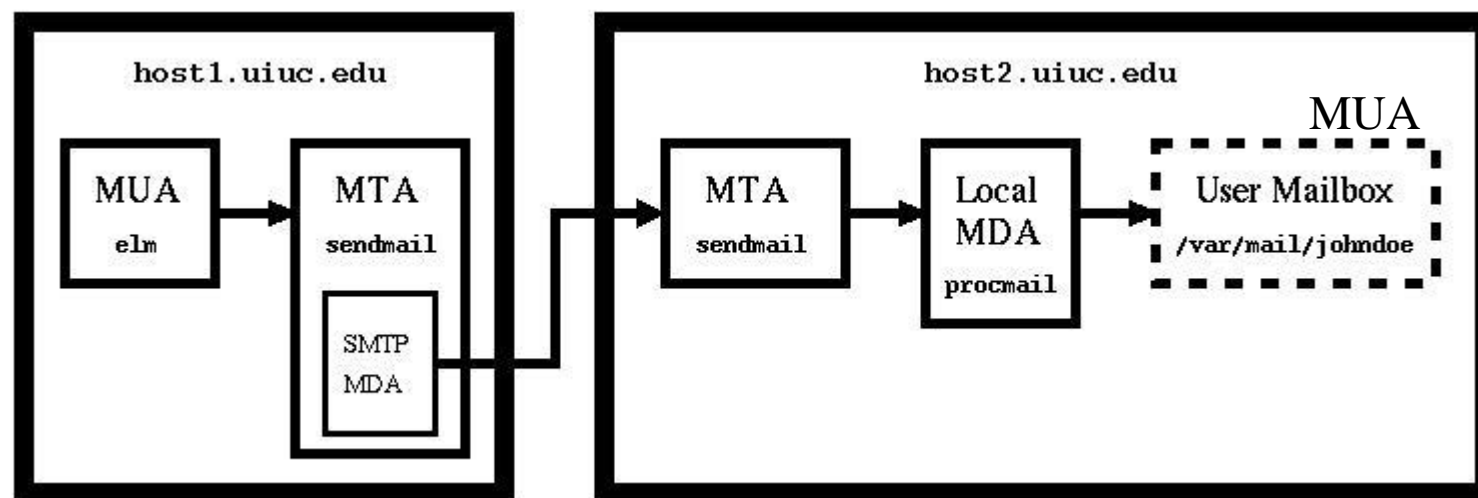 host1.uiuc.edu
MUA
elm
MTA
sendmail
SMTP
MDA
host2.uiuc.edu
MTA
sendmail
Local
MDA
procmail
MUA
User Mailbox
/var/mail/johndoe